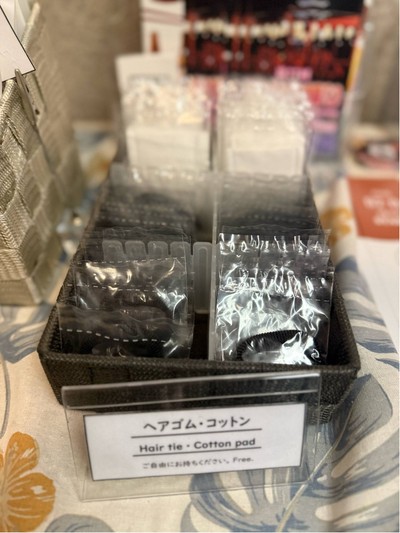 ヘアゴム・コットン
Hair tie・Cotton pad
ご自由にお持ちください。Free.